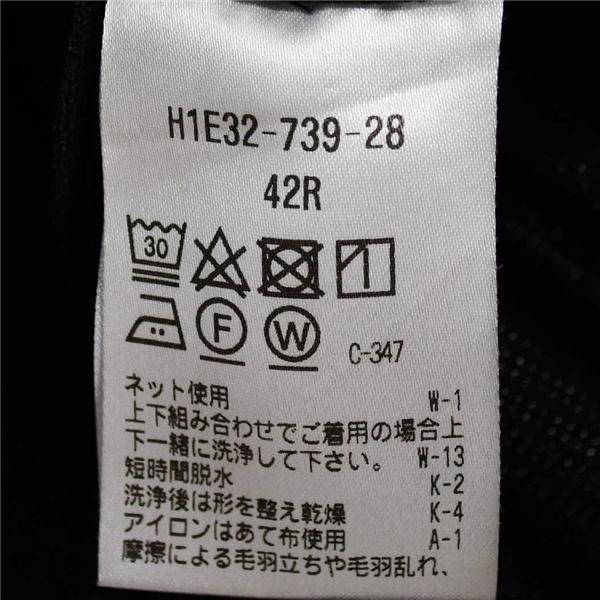 H1E32-739-28
42R
30
F W C-347
ネット使用 W-1
上下組み合わせでご着用の場合上
下一緒に洗浄して下さい。 W-13
短時間脱水 K-2
洗浄後は形を整え乾燥 K-4
アイロンはあて布使用 A-1
摩擦による毛羽立ちや毛羽乱れ、